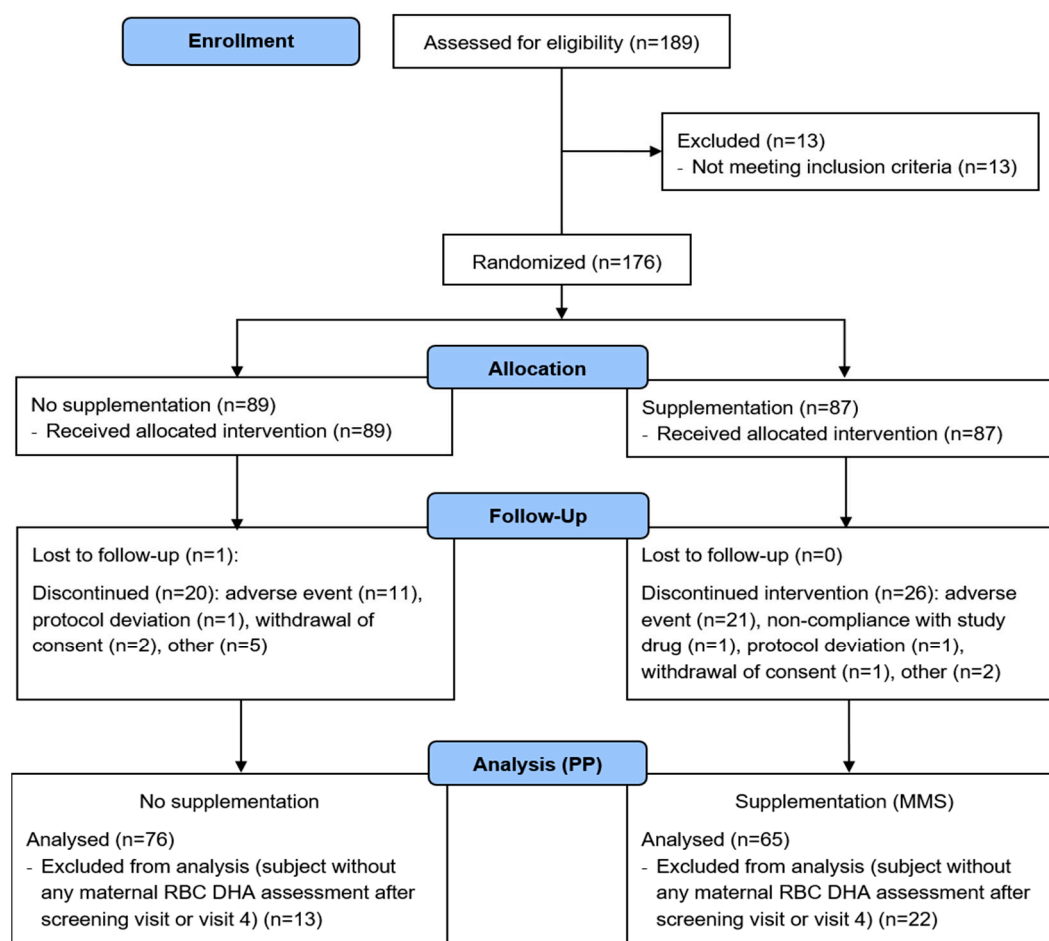 Enrollment
Assessed for eligibility (n=189)
Excluded (n=13)
- Not meeting inclusion criteria (n=13)
Randomized (n=176)
Allocation
No supplementation (n=89)
- Received allocated intervention (n=89)
Supplementation (n=87)
- Received allocated intervention (n=87)
Follow-Up
Lost to follow-up (n=1):
Discontinued (n=20): adverse event (n=11),
protocol deviation (n=1), withdrawal of
consent (n=2), other (n=5)
Lost to follow-up (n=0)
Discontinued intervention (n=26): adverse
event (n=21), non-compliance with study
drug (n=1), protocol deviation (n=1),
withdrawal of consent (n=1), other (n=2)
Analysis (PP)
No supplementation
Analysed (n=76)
- Excluded from analysis (subject without
any maternal RBC DHA assessment after
screening visit or visit 4) (n=13)
Supplementation (MMS)
Analysed (n=65)
- Excluded from analysis (subject without
any maternal RBC DHA assessment after
screening visit or visit 4) (n=22)